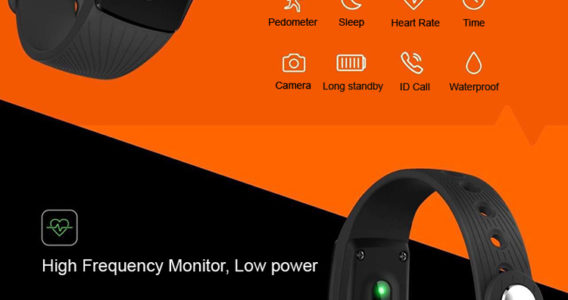 Pedometer Sleep Heart Rate Time
Camera Long standby ID Call Waterproof
High Frequency Monitor, Low power